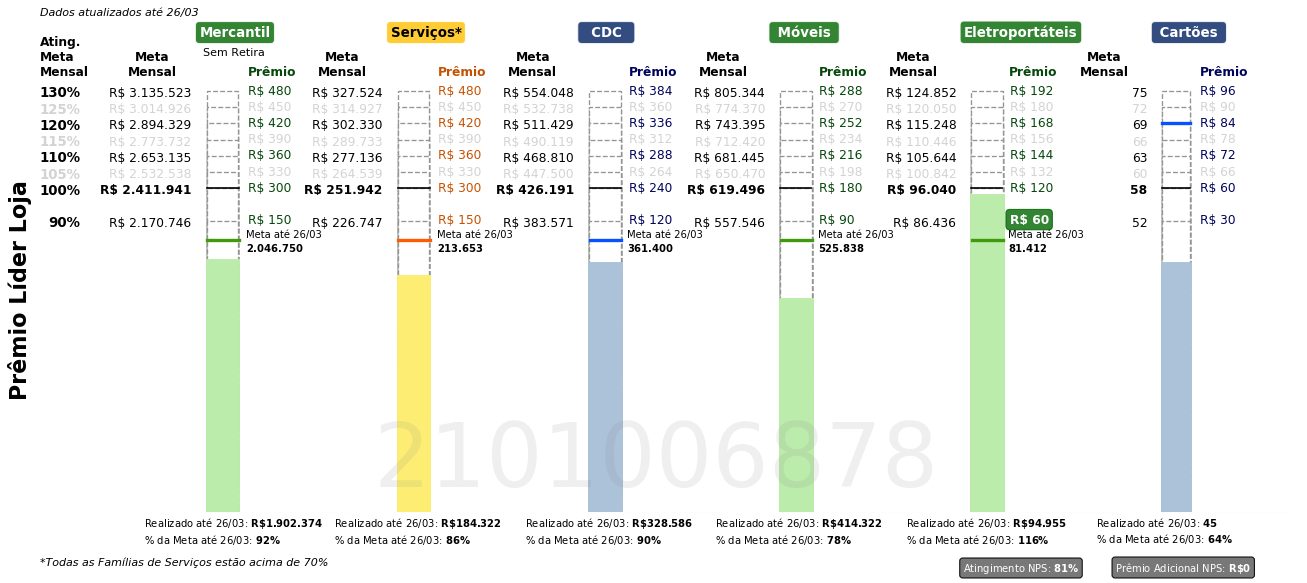 Dados atualizados até 26/03
Mercantil Serviços* CDC Móveis Eletroportáteis Cartões
Sem Retira
Ating. Meta Mensal
Meta Mensal Prêmio Meta Mensal Prêmio Meta Mensal Prêmio Meta Mensal Prêmio Meta Mensal Prêmio Meta Mensal Prêmio
130% R$ 3.135.523 R$ 480 R$ 327.524 R$ 480 R$ 554.048 R$ 384 R$ 805.344 R$ 288 R$ 124.852 R$ 192 75 R$ 96
125% R$ 3.014.926 R$ 450 R$ 314.927 R$ 450 R$ 532.738 R$ 360 R$ 774.370 R$ 270 R$ 120.050 R$ 180 72 R$ 90
120% R$ 2.894.329 R$ 420 R$ 302.330 R$ 420 R$ 511.429 R$ 336 R$ 743.395 R$ 252 R$ 115.248 R$ 168 69 R$ 84
115% R$ 2.773.732 R$ 390 R$ 289.733 R$ 390 R$ 490.119 R$ 312 R$ 712.420 R$ 234 R$ 110.446 R$ 156 66 R$ 78
110% R$ 2.653.135 R$ 360 R$ 277.136 R$ 360 R$ 468.810 R$ 288 R$ 681.445 R$ 216 R$ 105.644 R$ 144 63 R$ 72
105% R$ 2.532.538 R$ 330 R$ 264.539 R$ 330 R$ 447.500 R$ 264 R$ 650.470 R$ 198 R$ 100.842 R$ 132 60 R$ 66
100% R$ 2.411.941 R$ 300 R$ 251.942 R$ 300 R$ 426.191 R$ 240 R$ 619.496 R$ 180 R$ 96.040 R$ 120 58 R$ 60
90% R$ 2.170.746 R$ 150 R$ 226.747 R$ 150 R$ 383.571 R$ 120 R$ 557.546 R$ 90 R$ 86.436 R$ 60 52 R$ 30
Meta até 26/03 Meta até 26/03 Meta até 26/03 Meta até 26/03 Meta até 26/03
2.046.750 213.653 361.400 525.838 81.412
Prêmio Líder Loja
2101006878
Realizado até 26/03: R$1.902.374 Realizado até 26/03: R$184.322 Realizado até 26/03: R$328.586 Realizado até 26/03: R$414.322 Realizado até 26/03: R$94.955 Realizado até 26/03: 45
% da Meta até 26/03: 92% % da Meta até 26/03: 86% % da Meta até 26/03: 90% % da Meta até 26/03: 78% % da Meta até 26/03: 116% % da Meta até 26/03: 64%
*Todas as Famílias de Serviços estão acima de 70%
Atingimento NPS: 81% Prêmio Adicional NPS: R$0